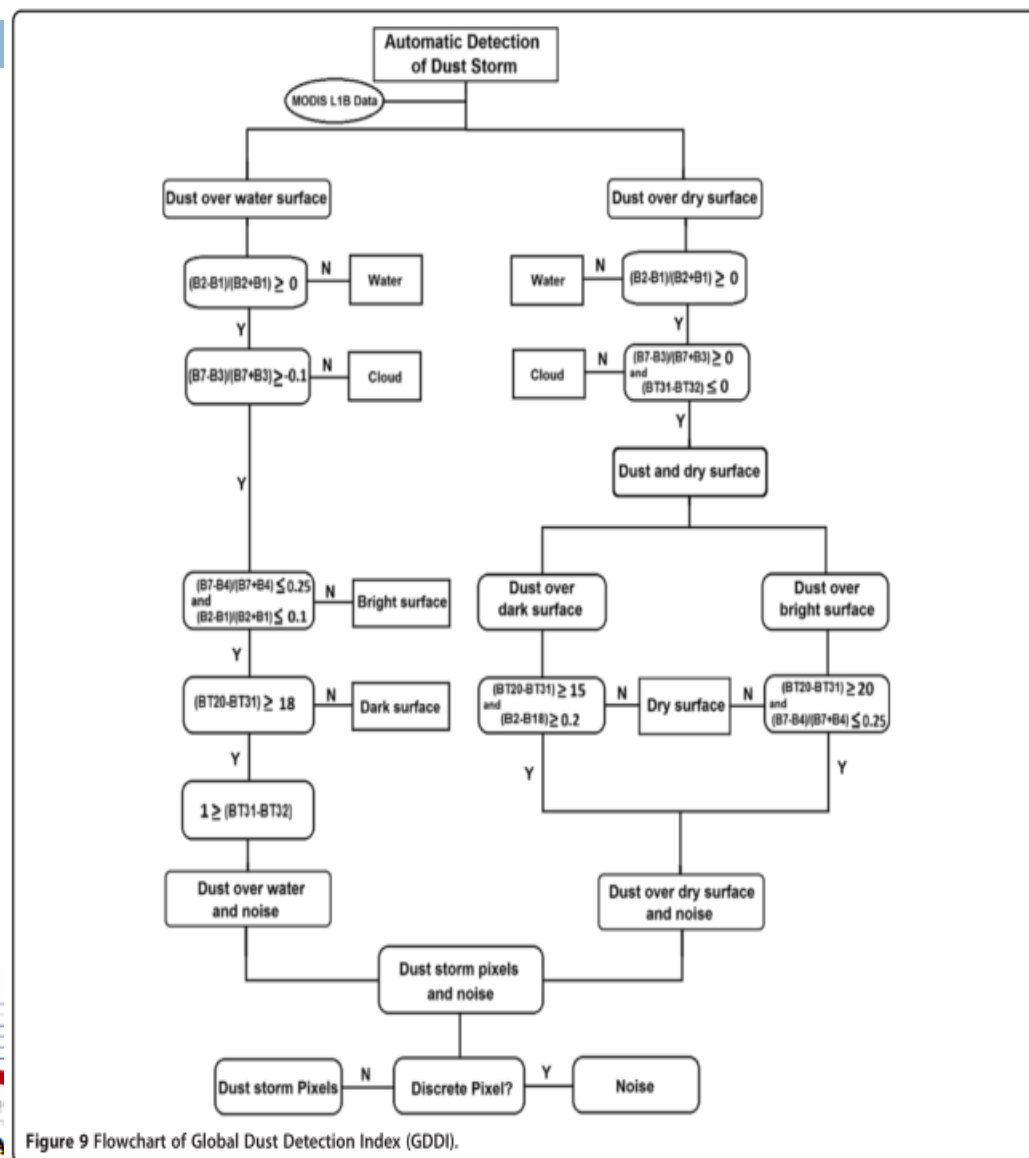 Automatic Detection
of Dust Storm
MODIS L1B Data
Dust over water surface
Dust over dry surface
(B2-B1)/(B2+B1) ≥ 0
N
Water
Water
N
(B2-B1)/(B2+B1) ≥ 0
Y
Y
(B7-B3)/(B7+B3) ≥ -0.1
N
Cloud
Cloud
N
(B7-B3)/(B7+B3) ≥ 0
and
(BT31-BT32) ≤ 0
Y
Y
Dust and dry surface
(B7-B4)/(B7+B4) ≤ 0.25
and
(B2-B1)/(B2+B1) ≤ 0.1
N
Bright surface
Dust over
dark surface
Dust over
bright surface
Y
(BT20-BT31) ≥ 18
N
Dark surface
(BT20-BT31) ≥ 15
and
(B2-B18) ≥ 0.2
N
Dry surface
N
(BT20-BT31) ≥ 20
and
(B7-B4)/(B7+B4) ≤ 0.25
Y
Y
Y
1 ≥ (BT31-BT32)
Dust over water
and noise
Dust over dry surface
and noise
Dust storm pixels
and noise
Dust storm Pixels
N
Discrete Pixel?
Y
Noise
Figure 9 Flowchart of Global Dust Detection Index (GDDI).